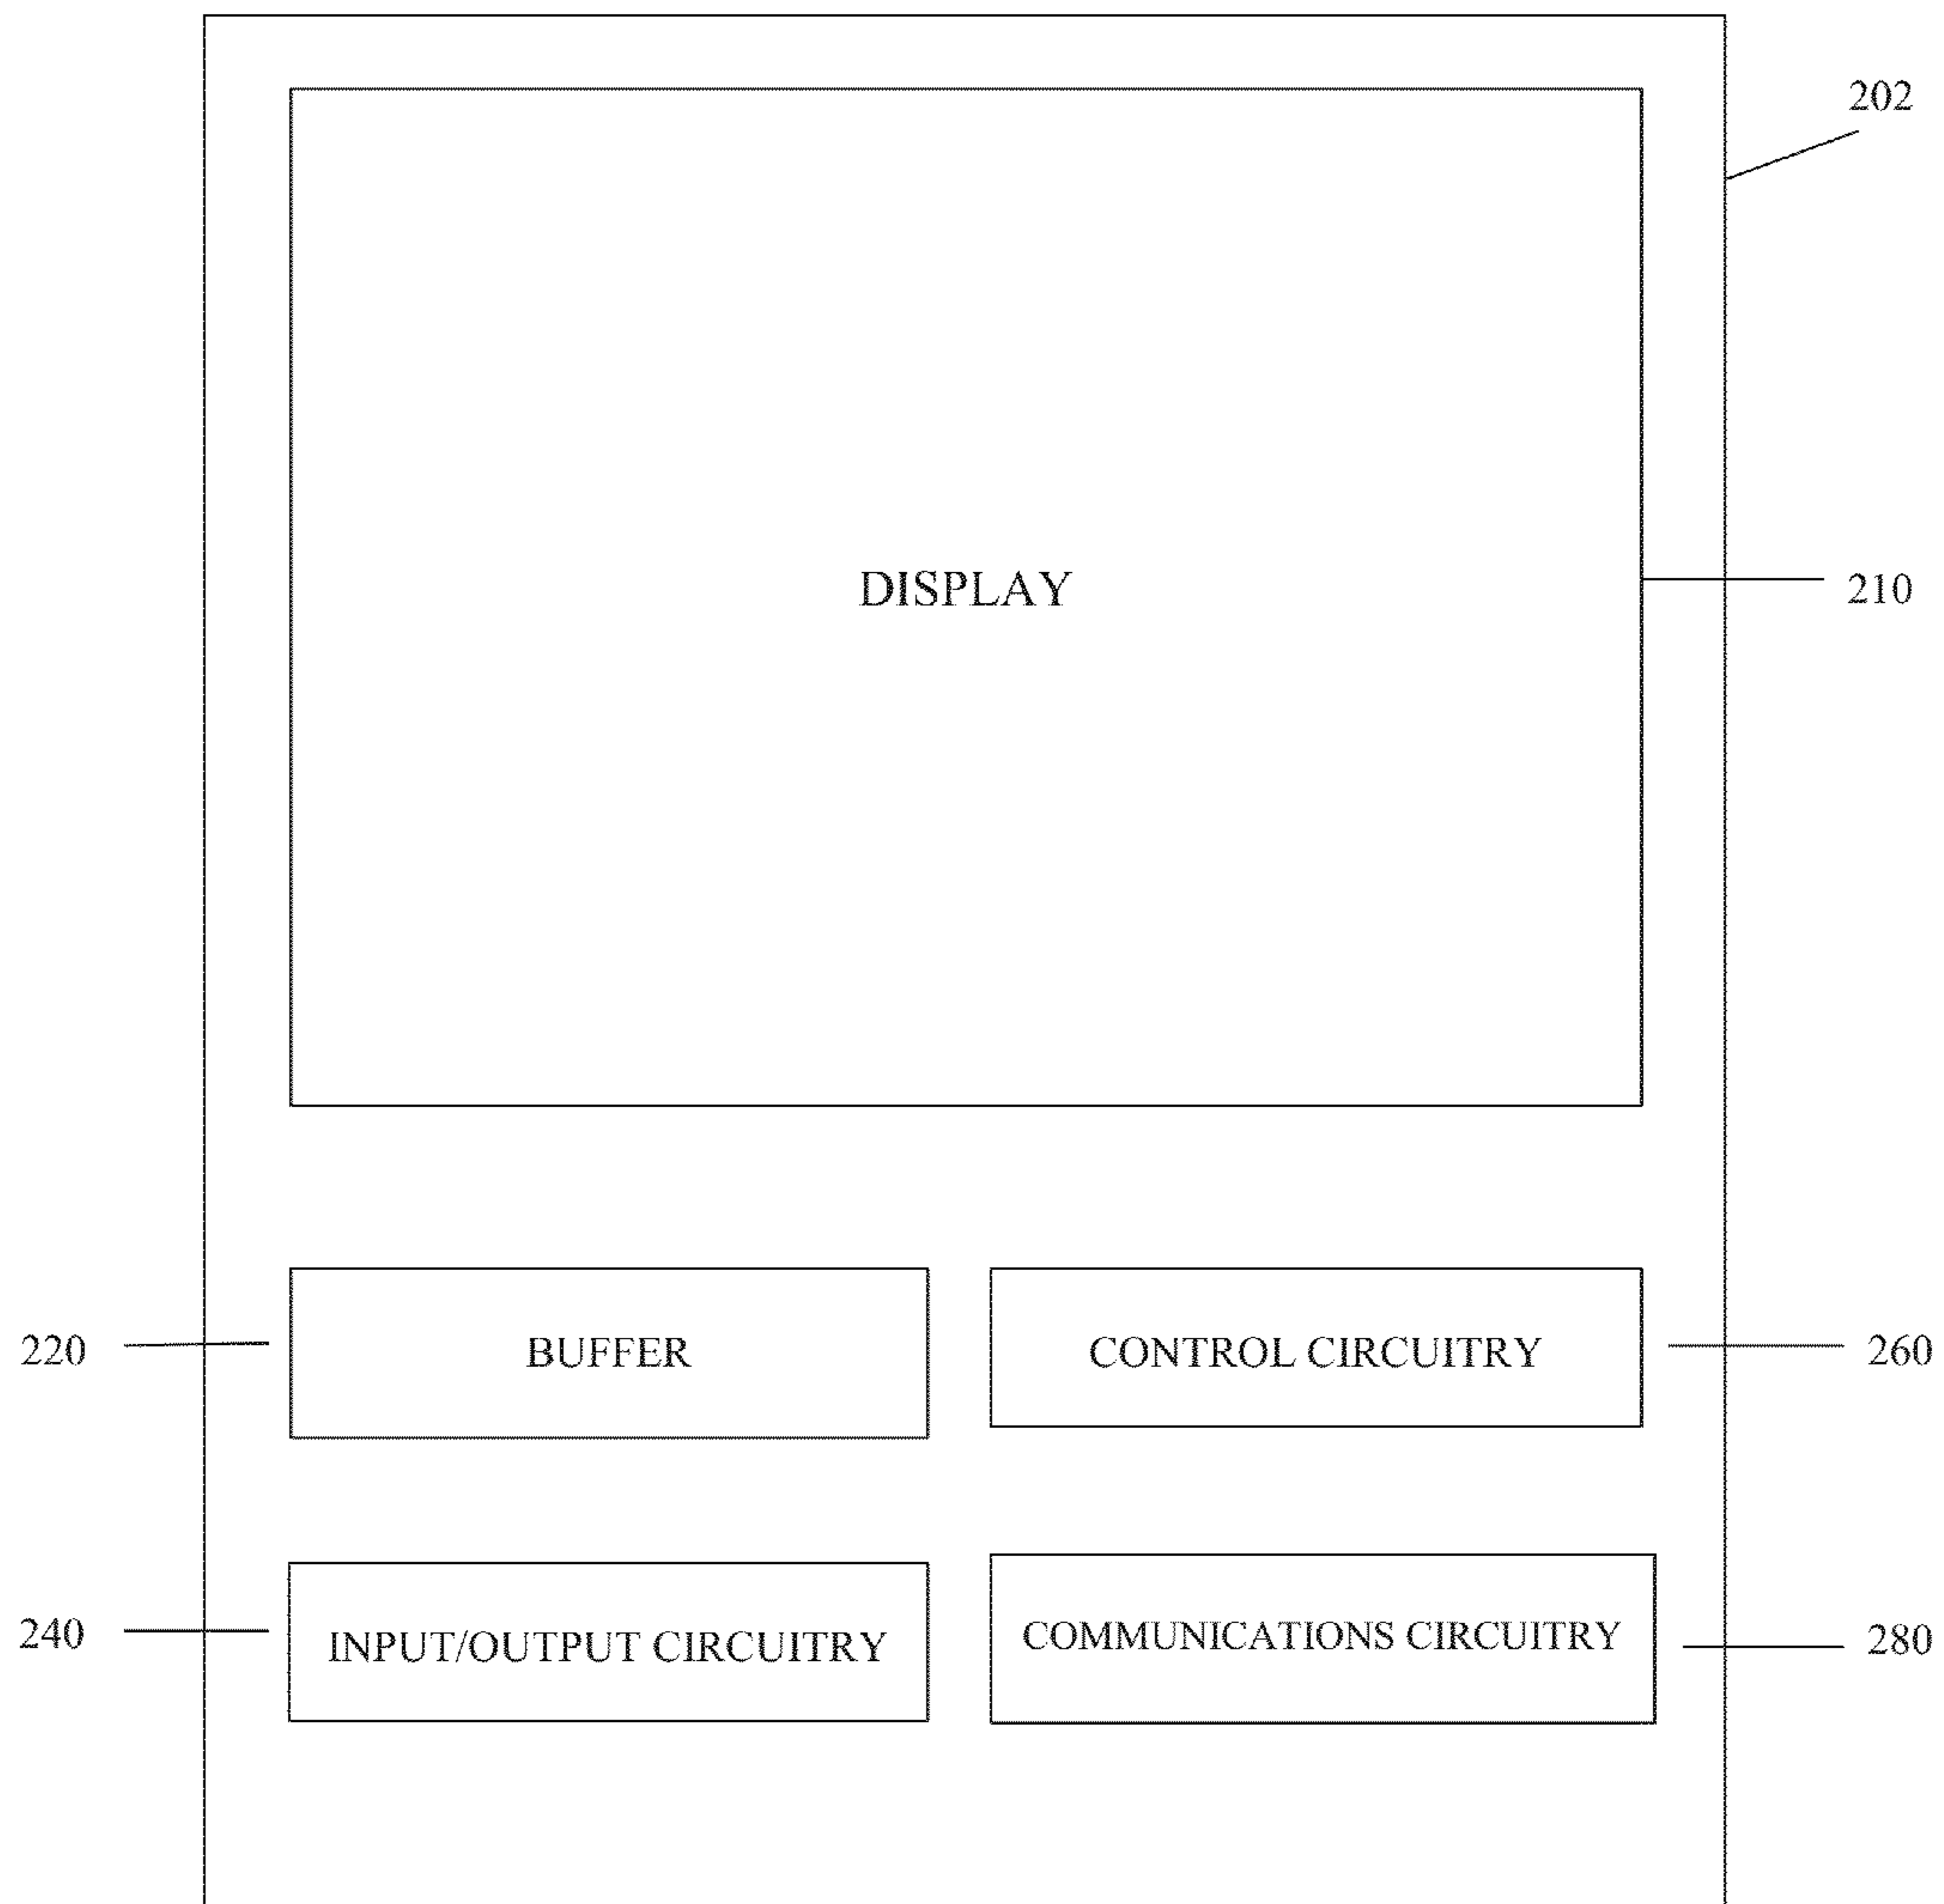 202
DISPLAY
210
220
BUFFER
CONTROL CIRCUITRY
260
240
INPUT/OUTPUT CIRCUITRY
COMMUNICATIONS CIRCUITRY
280